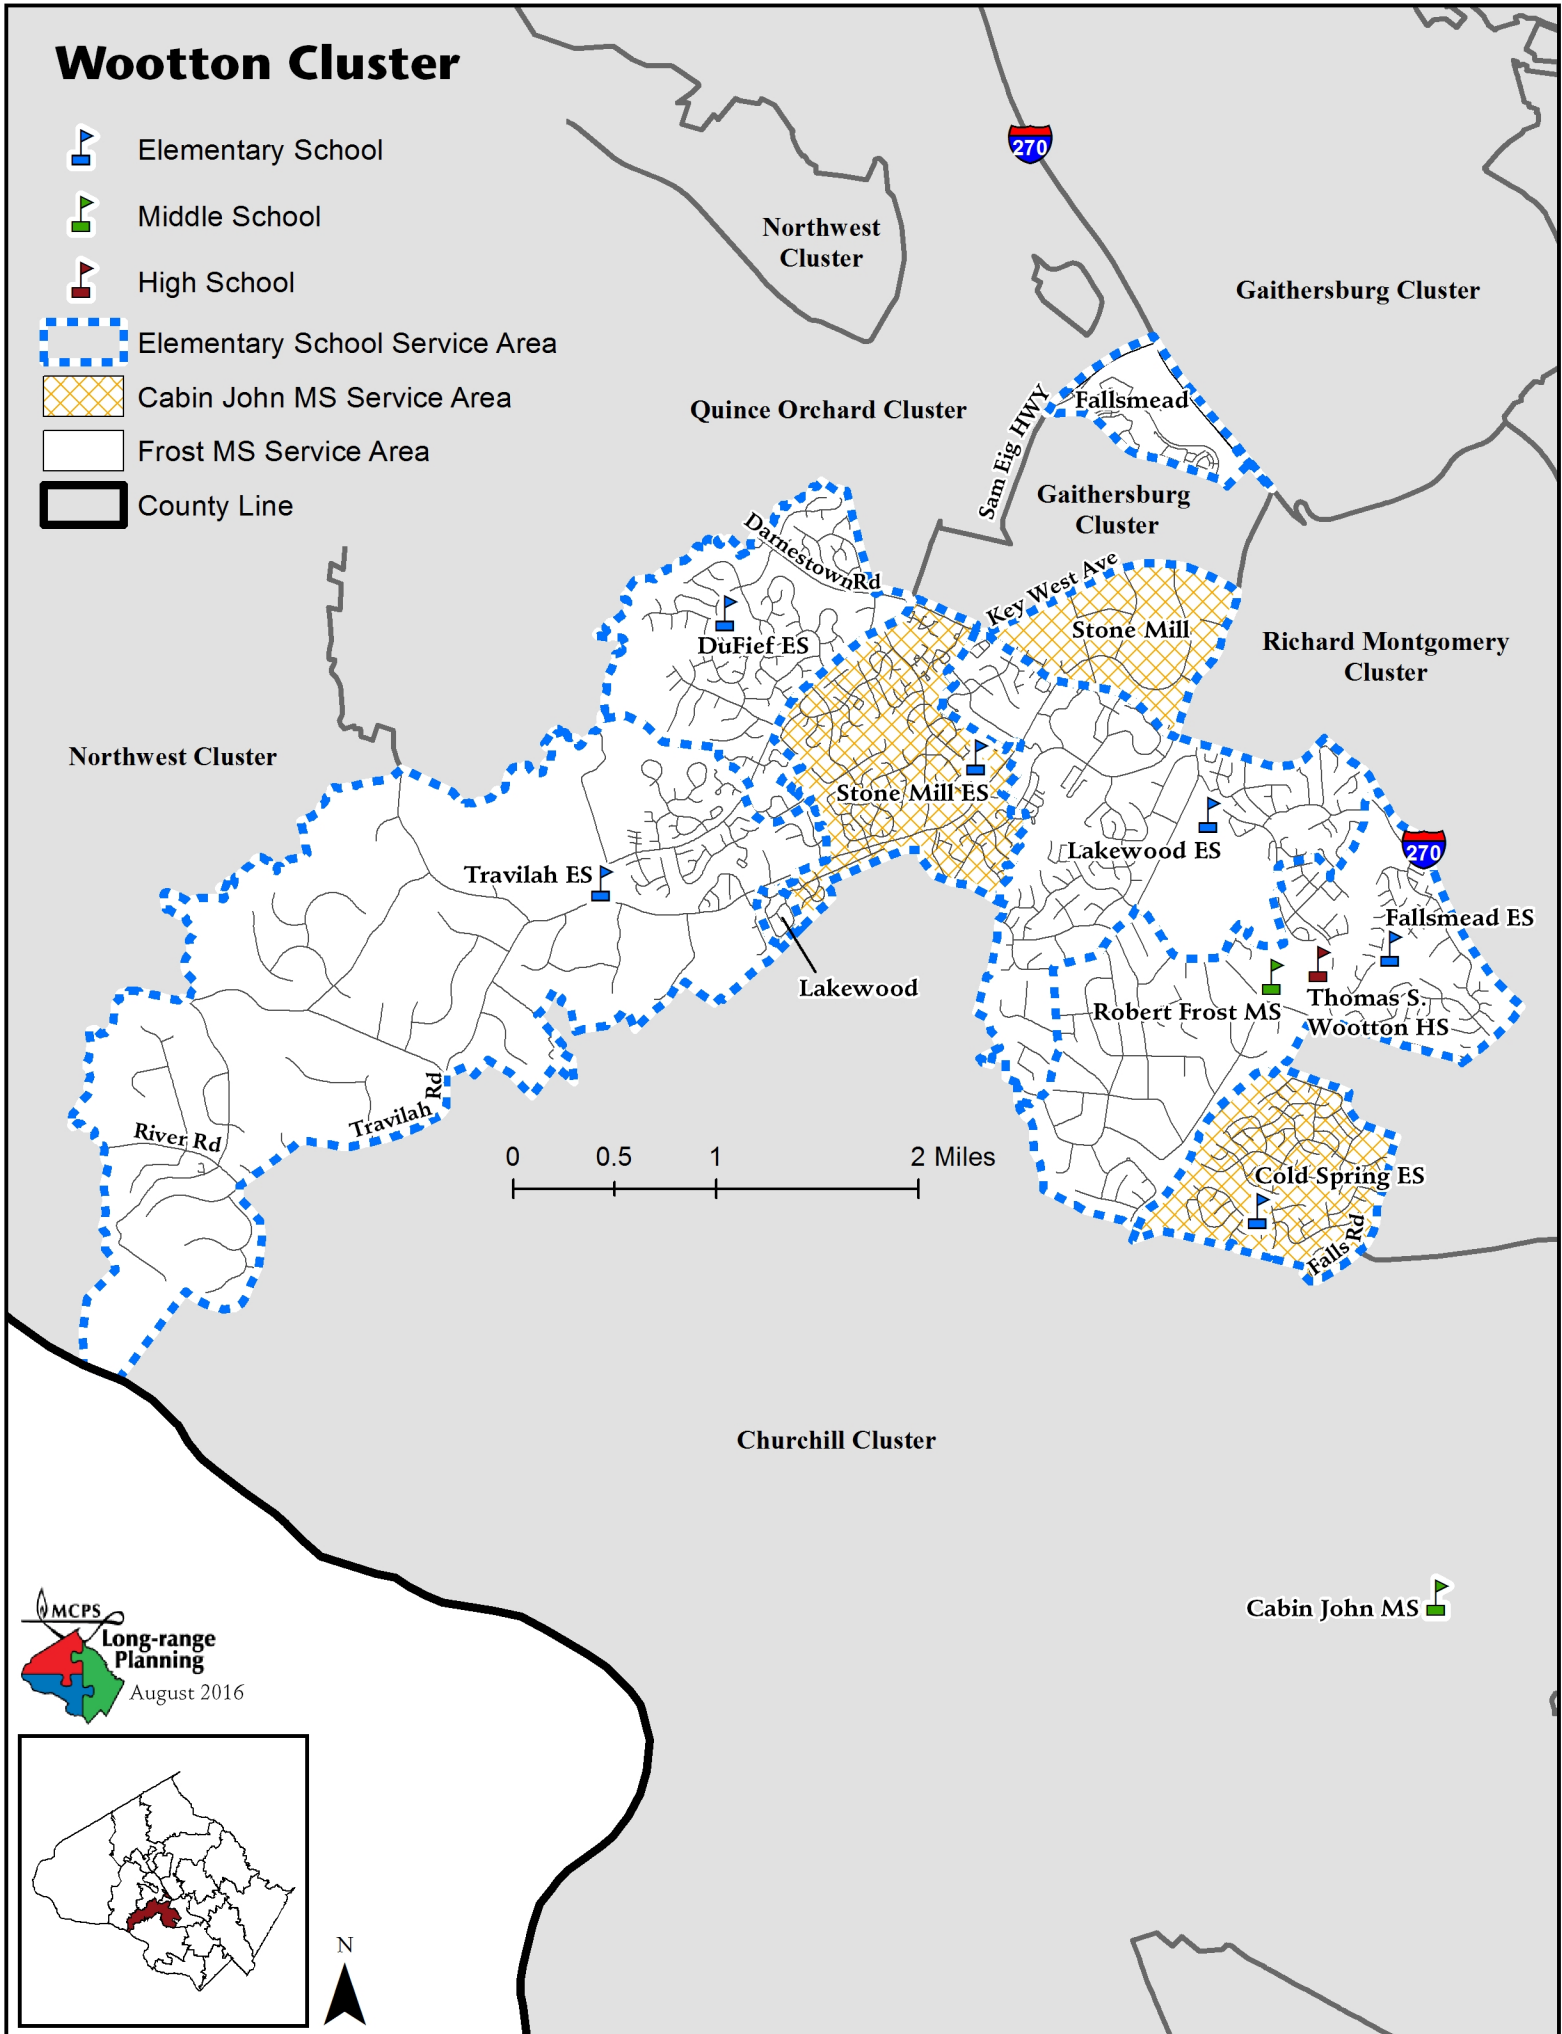 Wootton Cluster
Elementary School
Middle School
High School
Elementary School Service Area
Cabin John MS Service Area
Frost MS Service Area
County Line
270
Northwest
Cluster
Gaithersburg Cluster
Fallsmead
Quince Orchard Cluster
Sam Eig HWY
Gaithersburg
Cluster
Darnestown Rd
Key West Ave
Stone Mill
DuFief ES
Richard Montgomery
Cluster
Northwest Cluster
Stone Mill ES
Lakewood ES
270
Travilah ES
Fallsmead ES
Lakewood
Robert Frost MS
Thomas S.
Wootton HS
Travilah Rd
River Rd
0 0.5 1 2 Miles
Cold Spring ES
Falls Rd
Churchill Cluster
Cabin John MS
MCPS
Long-range
Planning
August 2016
N